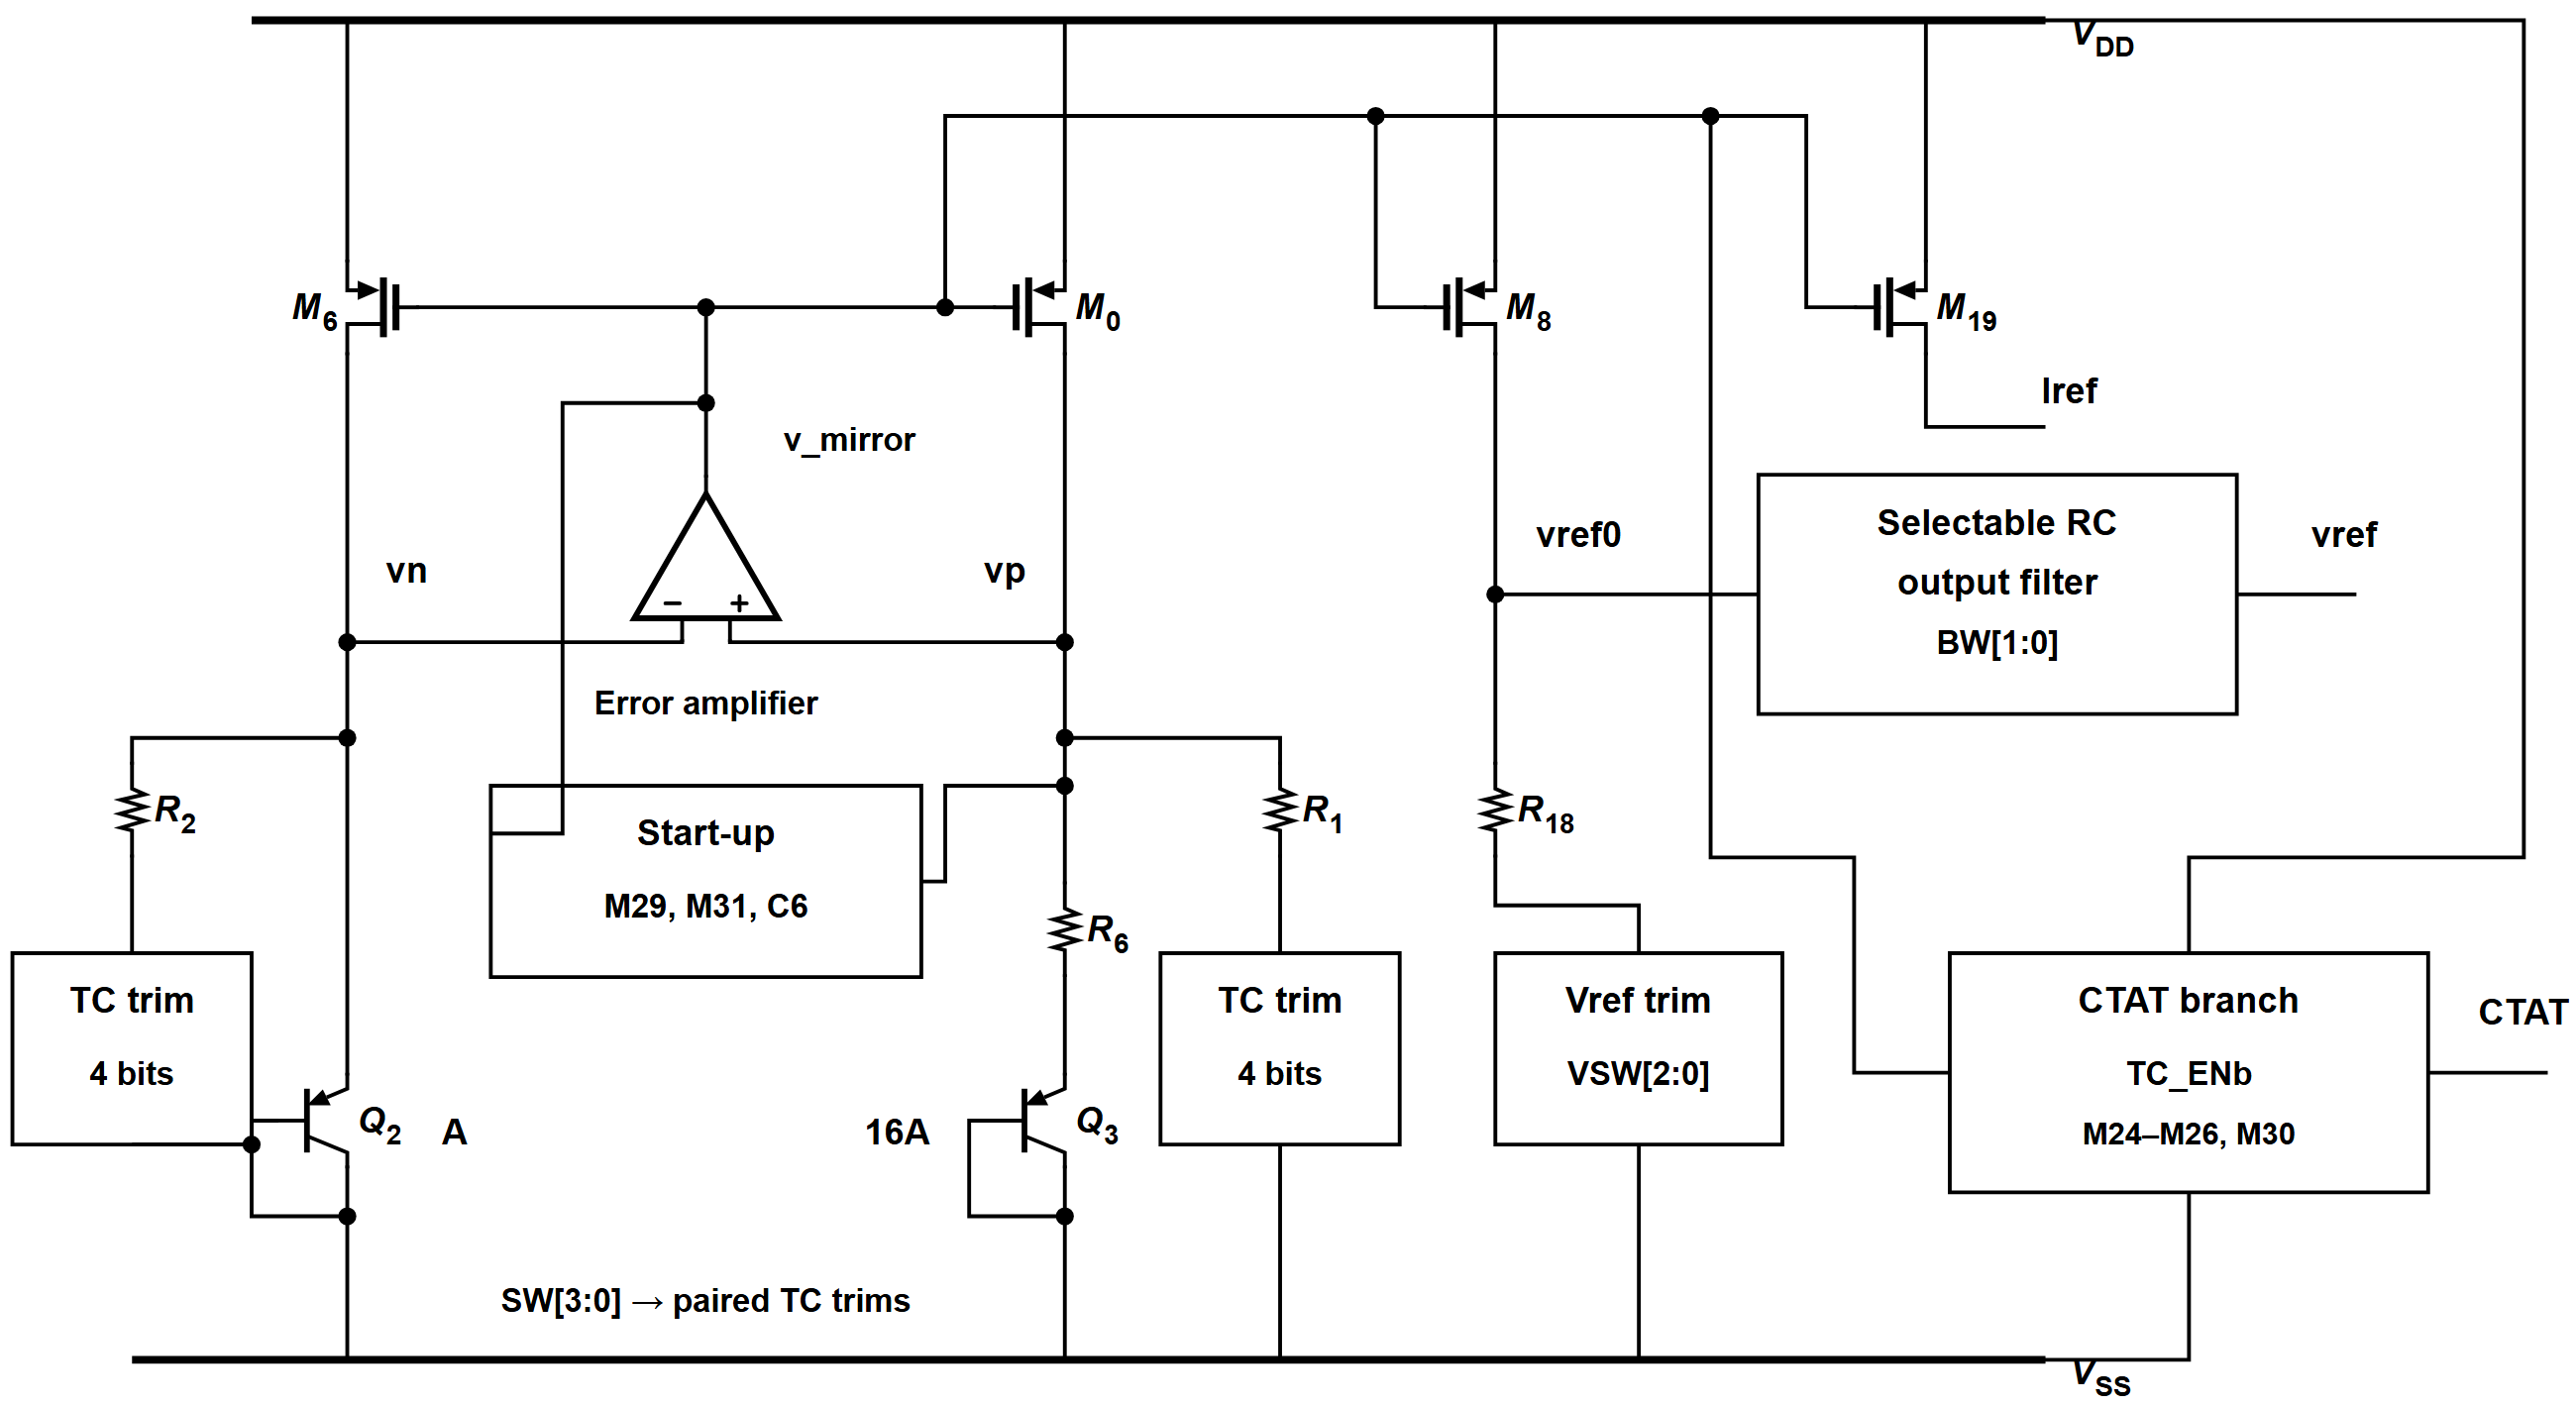 VDD
M6
M0
M8
M19
Iref
v_mirror
Selectable RC
output filter
BW[1:0]
vref0
vref
vn
vp
− +
Error amplifier
R2
Start-up
M29, M31, C6
R1
R18
R6
TC trim
4 bits
TC trim
4 bits
Vref trim
VSW[2:0]
CTAT branch
TC_ENb
M24–M26, M30
CTAT
Q2
A
16A
Q3
SW[3:0] → paired TC trims
VSS